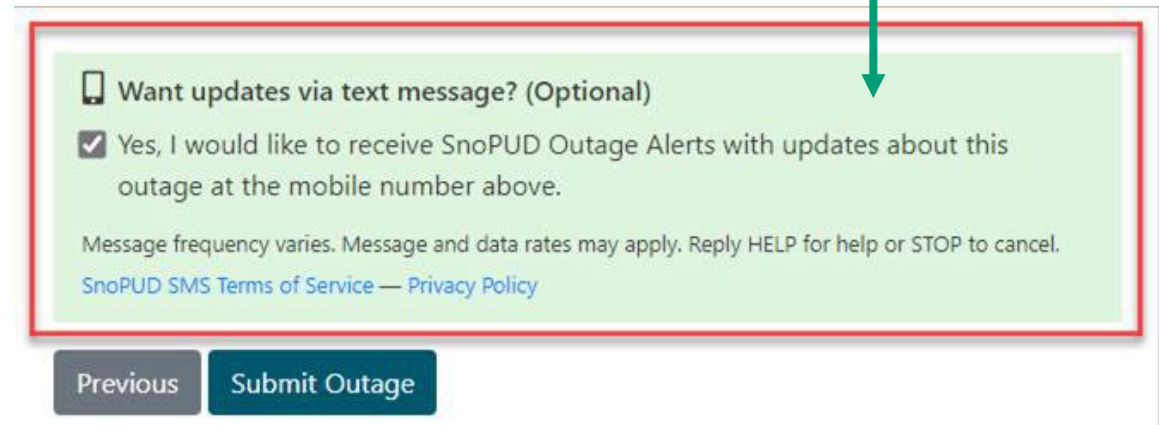 Want updates via text message? (Optional)
Yes, I would like to receive SnoPUD Outage Alerts with updates about this
outage at the mobile number above.
Message frequency varies. Message and data rates may apply. Reply HELP for help or STOP to cancel.
SnoPUD SMS Terms of Service — Privacy Policy
Previous Submit Outage